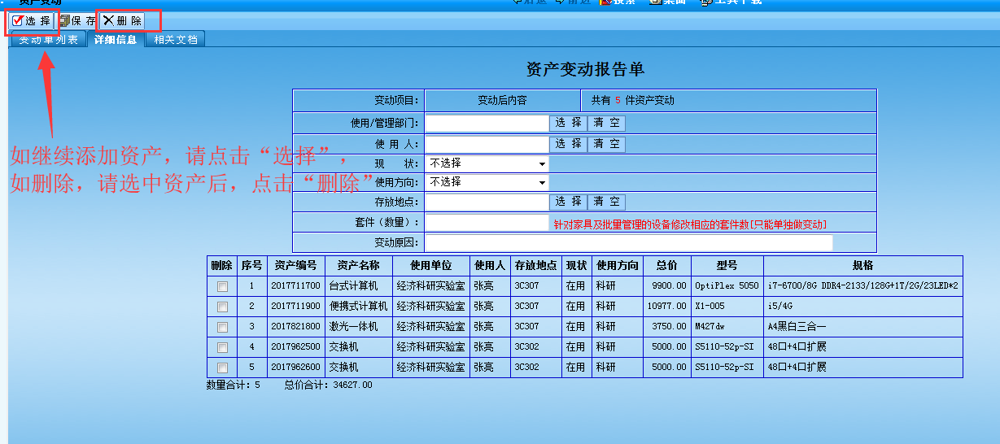 资产变动
后退 前进 搜索 桌面 工具下载
选 择 保 存 删 除
变动单列表 详细信息 相关文档
资产变动报告单
变动项目： 变动后内容 共有 5 件资产变动
使用/管理部门： 选 择 清 空
使 用 人： 选 择 清 空
现 状： 不选择
使用方向： 不选择
存放地点： 选 择 清 空
套件（数量）： 针对家具及批量管理的设备修改相应的套件数[只能单独做变动]
变动原因：
如继续添加资产，请点击“选择”，
如删除，请选中资产后，点击“删除”
删除 序号 资产编号 资产名称 使用单位 使用人 存放地点 现状 使用方向 总价 型号 规格
1 2017711700 台式计算机 经济科研实验室 张亮 3C307 在用 科研 9900.00 OptiPlex 5050 i7-6700/8G DDR4-2133/128G+1T/2G/23LED*2
2 2017711900 便携式计算机 经济科研实验室 张亮 3C307 在用 科研 10977.00 X1-005 i5/4G
3 2017821800 激光一体机 经济科研实验室 张亮 3C307 在用 科研 3750.00 M427dw A4黑白三合一
4 2017962500 交换机 经济科研实验室 张亮 3C302 在用 科研 5000.00 S5110-52p-SI 48口+4口扩展
5 2017962600 交换机 经济科研实验室 张亮 3C302 在用 科研 5000.00 S5110-52p-SI 48口+4口扩展
数量合计：5 总价合计：34627.00